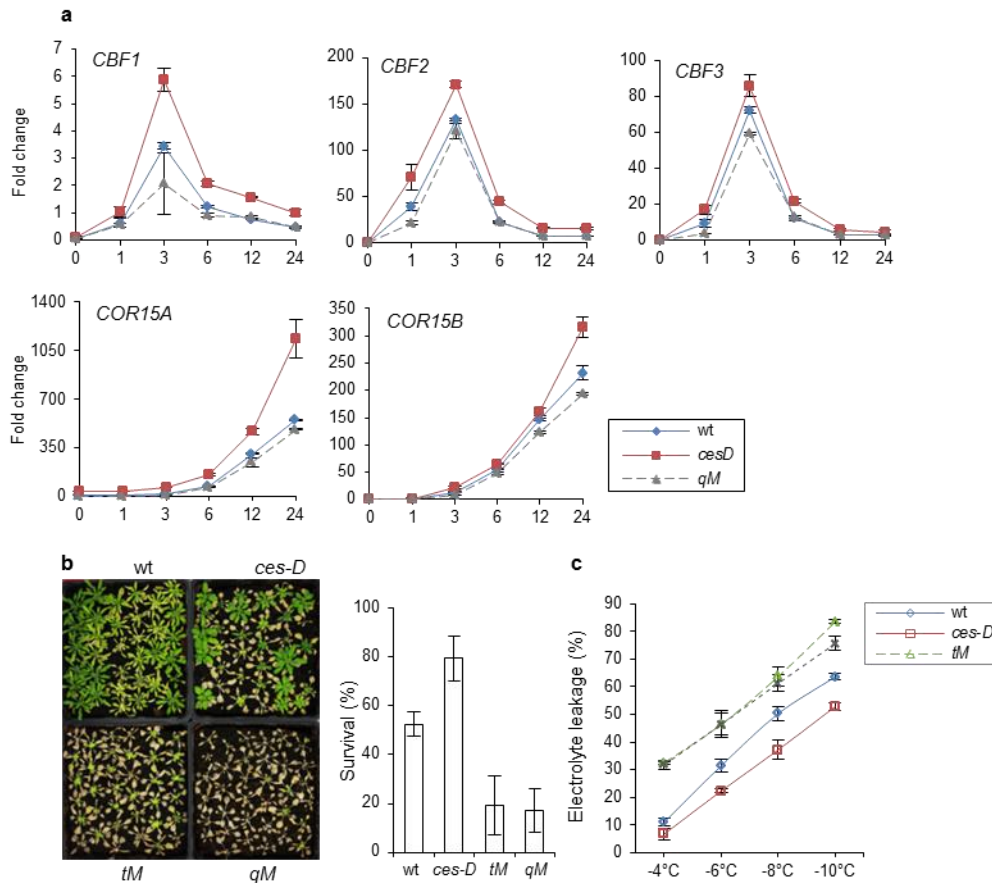 a
CBF1
Fold change
7
6
5
4
3
2
1
0
0 1 3 6 12 24
CBF2
200
150
100
50
0
0 1 3 6 12 24
CBF3
100
80
60
40
20
0
0 1 3 6 12 24
COR15A
Fold change
1400
1050
700
350
0
0 1 3 6 12 24
COR15B
350
300
250
200
150
100
50
0
0 1 3 6 12 24
wt
cesD
qM
b
wt ces-D
tM qM
Survival (%)
100
80
60
40
20
0
wt ces-D tM qM
c
Electrolyte leakage (%)
90
80
70
60
50
40
30
20
10
0
-4°C -6°C -8°C -10°C
wt
ces-D
tM